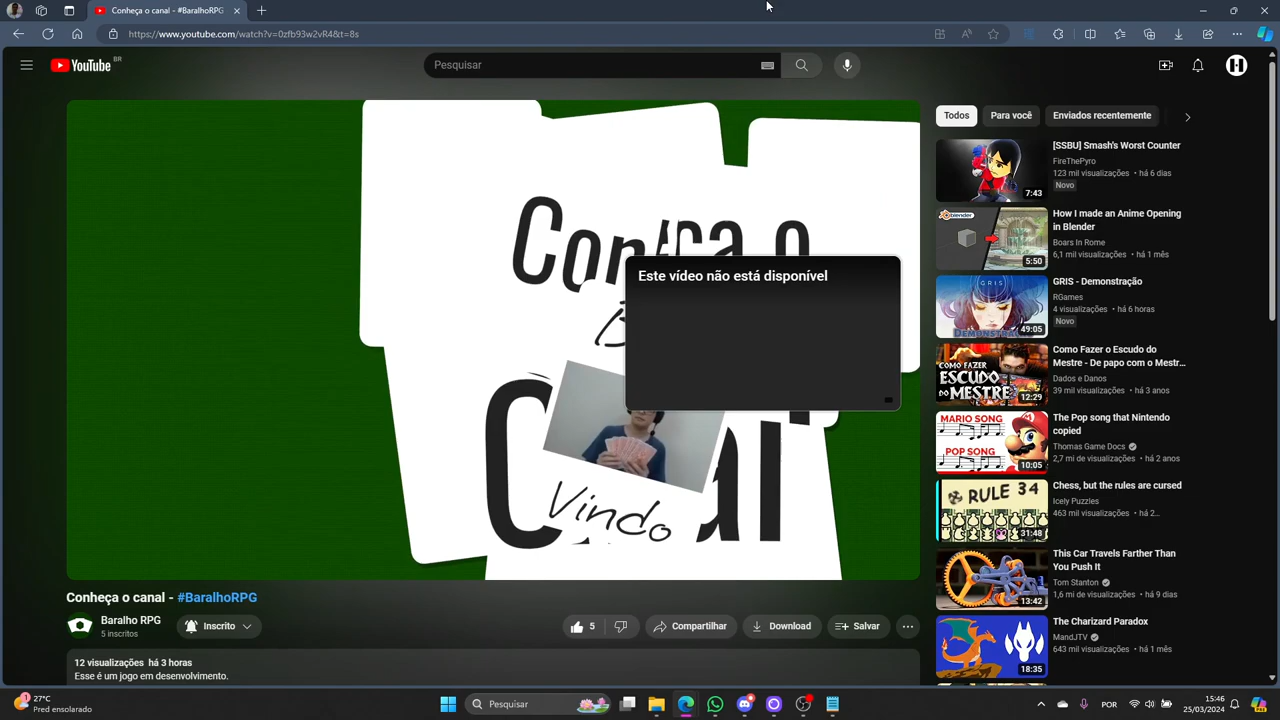 Conheça o canal - #BaralhoRPG
https://www.youtube.com/watch?v=0zfb93w2vR4&t=8s
YouTube BR
Pesquisar
Conheça o
Vindo
Este vídeo não está disponível
Conheça o canal - #BaralhoRPG
Baralho RPG
5 inscritos
Inscrito
5
Compartilhar
Download
Salvar
12 visualizações há 3 horas
Esse é um jogo em desenvolvimento.
Todos
Para você
Enviados recentemente
7:43
[SSBU] Smash's Worst Counter
FireThePyro
123 mil visualizações • há 6 dias
Novo
blender
5:50
How I made an Anime Opening
in Blender
Boars In Rome
6,1 mil visualizações • há 1 mês
GRIS
DEMONSTRAÇÃO
49:05
GRIS - Demonstração
RGames
4 visualizações • há 6 horas
Novo
COMO FAZER
ESCUDO
DO MESTRE
12:29
Como Fazer o Escudo do
Mestre - De papo com o Mestr...
Dados e Danos
39 mil visualizações • há 3 anos
MARIO SONG
POP SONG
10:05
The Pop song that Nintendo
copied
Thomas Game Docs
2,7 mi de visualizações • há 2 anos
RULE 34
31:48
Chess, but the rules are cursed
Icely Puzzles
463 mil visualizações • há 2...
13:42
This Car Travels Farther Than
You Push It
Tom Stanton
1,6 mi de visualizações • há 9 dias
18:35
The Charizard Paradox
MandJTV
643 mil visualizações • há 1 mês
27°C
Pred ensolarado
Pesquisar
POR
15:46
25/03/2024